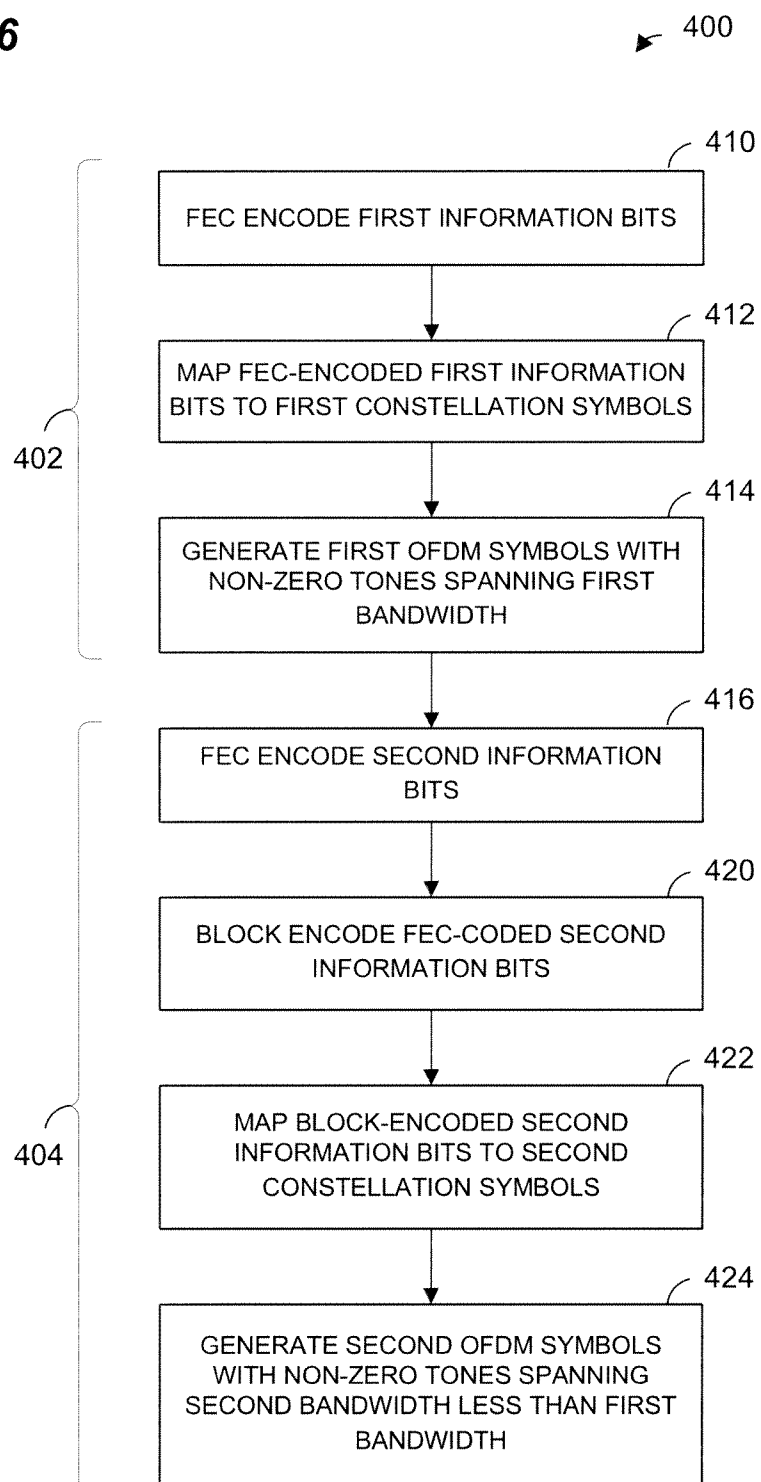 6
400
410
FEC ENCODE FIRST INFORMATION BITS
412
MAP FEC-ENCODED FIRST INFORMATION
BITS TO FIRST CONSTELLATION SYMBOLS
402
414
GENERATE FIRST OFDM SYMBOLS WITH
NON-ZERO TONES SPANNING FIRST
BANDWIDTH
416
FEC ENCODE SECOND INFORMATION
BITS
420
BLOCK ENCODE FEC-CODED SECOND
INFORMATION BITS
422
MAP BLOCK-ENCODED SECOND
INFORMATION BITS TO SECOND
CONSTELLATION SYMBOLS
404
424
GENERATE SECOND OFDM SYMBOLS
WITH NON-ZERO TONES SPANNING
SECOND BANDWIDTH LESS THAN FIRST
BANDWIDTH